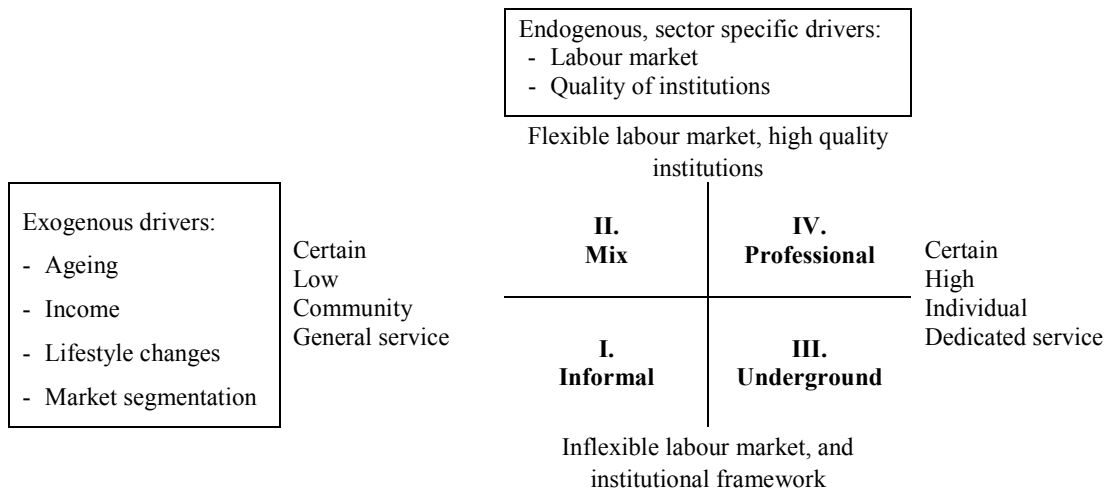 Endogenous, sector specific drivers:
- Labour market
- Quality of institutions
Flexible labour market, high quality
institutions
Exogenous drivers:
- Ageing
- Income
- Lifestyle changes
- Market segmentation
Certain
Low
Community
General service
II.
Mix
IV.
Professional
Certain
High
Individual
Dedicated service
I.
Informal
III.
Underground
Inflexible labour market, and
institutional framework